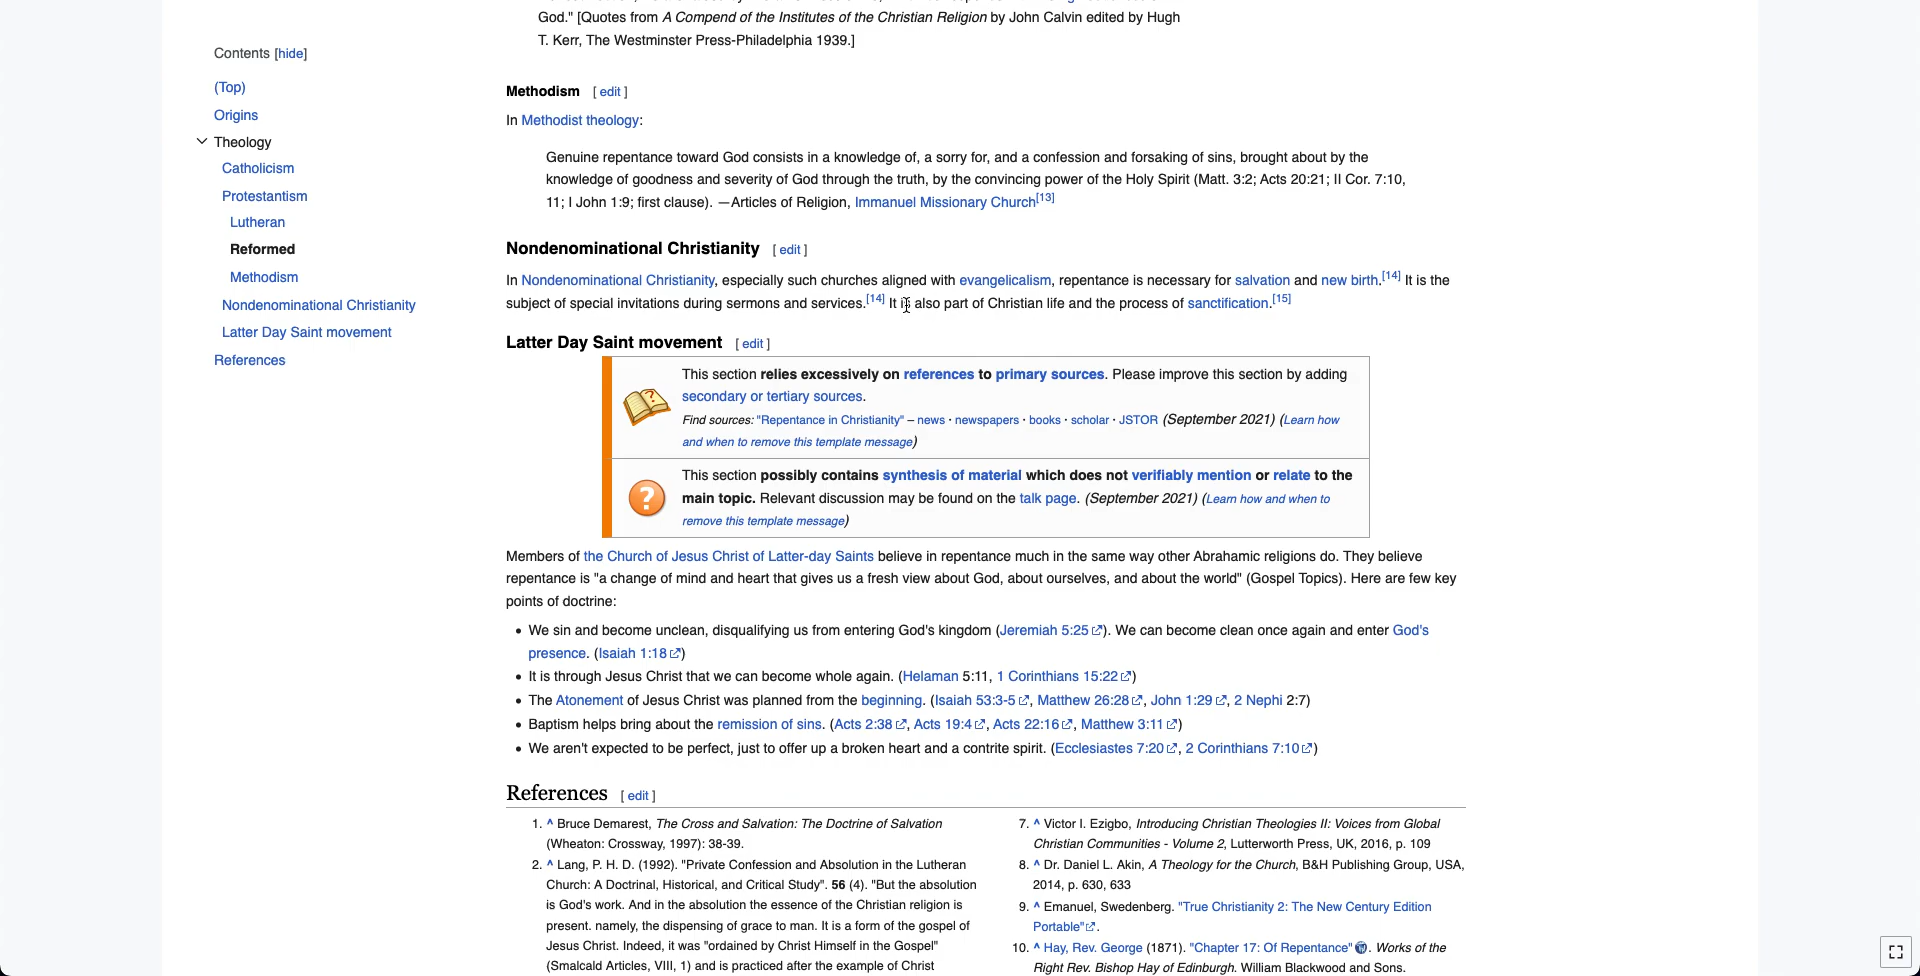 God." [Quotes from A Compend of the Institutes of the Christian Religion by John Calvin edited by Hugh
T. Kerr, The Westminster Press-Philadelphia 1939.]
Contents [hide]
(Top)
Origins
Theology
Catholicism
Protestantism
Lutheran
Reformed
Methodism
Nondenominational Christianity
Latter Day Saint movement
References
Methodism [ edit ]
In Methodist theology:
Genuine repentance toward God consists in a knowledge of, a sorry for, and a confession and forsaking of sins, brought about by the
knowledge of goodness and severity of God through the truth, by the convincing power of the Holy Spirit (Matt. 3:2; Acts 20:21; II Cor. 7:10,
11; I John 1:9; first clause). —Articles of Religion, Immanuel Missionary Church[13]
Nondenominational Christianity [ edit ]
In Nondenominational Christianity, especially such churches aligned with evangelicalism, repentance is necessary for salvation and new birth.[14] It is the
subject of special invitations during sermons and services.[14] It is also part of Christian life and the process of sanctification.[15]
Latter Day Saint movement [ edit ]
This section relies excessively on references to primary sources. Please improve this section by adding
secondary or tertiary sources.
Find sources: "Repentance in Christianity" – news · newspapers · books · scholar · JSTOR (September 2021) (Learn how
and when to remove this template message)
This section possibly contains synthesis of material which does not verifiably mention or relate to the
main topic. Relevant discussion may be found on the talk page. (September 2021) (Learn how and when to
remove this template message)
Members of the Church of Jesus Christ of Latter-day Saints believe in repentance much in the same way other Abrahamic religions do. They believe
repentance is "a change of mind and heart that gives us a fresh view about God, about ourselves, and about the world" (Gospel Topics). Here are few key
points of doctrine:
• We sin and become unclean, disqualifying us from entering God's kingdom (Jeremiah 5:25). We can become clean once again and enter God's
presence. (Isaiah 1:18)
• It is through Jesus Christ that we can become whole again. (Helaman 5:11, 1 Corinthians 15:22)
• The Atonement of Jesus Christ was planned from the beginning. (Isaiah 53:3-5, Matthew 26:28, John 1:29, 2 Nephi 2:7)
• Baptism helps bring about the remission of sins. (Acts 2:38, Acts 19:4, Acts 22:16, Matthew 3:11)
• We aren't expected to be perfect, just to offer up a broken heart and a contrite spirit. (Ecclesiastes 7:20, 2 Corinthians 7:10)
References [ edit ]
1. ^ Bruce Demarest, The Cross and Salvation: The Doctrine of Salvation
(Wheaton: Crossway, 1997): 38-39.
2. ^ Lang, P. H. D. (1992). "Private Confession and Absolution in the Lutheran
Church: A Doctrinal, Historical, and Critical Study". 56 (4). "But the absolution
is God's work. And in the absolution the essence of the Christian religion is
present. namely, the dispensing of grace to man. It is a form of the gospel of
Jesus Christ. Indeed, it was "ordained by Christ Himself in the Gospel"
(Smalcald Articles, VIII, 1) and is practiced after the example of Christ
7. ^ Victor I. Ezigbo, Introducing Christian Theologies II: Voices from Global
Christian Communities - Volume 2, Lutterworth Press, UK, 2016, p. 109
8. ^ Dr. Daniel L. Akin, A Theology for the Church, B&H Publishing Group, USA,
2014, p. 630, 633
9. ^ Emanuel, Swedenberg. "True Christianity 2: The New Century Edition
Portable".
10. ^ Hay, Rev. George (1871). "Chapter 17: Of Repentance". Works of the
Right Rev. Bishop Hay of Edinburgh. William Blackwood and Sons.